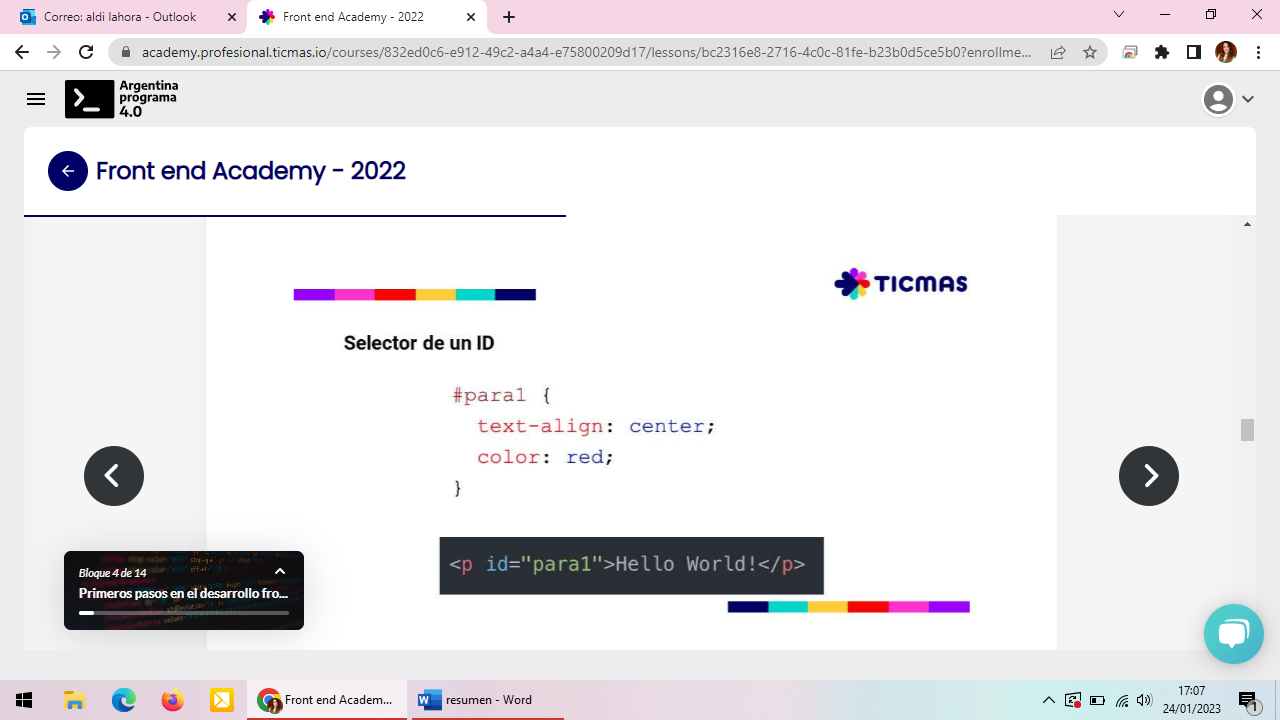 Correo: aldi lahora - Outlook
Front end Academy - 2022
academy.profesional.ticmas.io/courses/832ed0c6-e912-49c2-a4a4-e75800209d17/lessons/bc2316e8-2716-4c0c-81fe-b23b0d5ce5b0?enrollme...
Argentina
programa
4.0
Front end Academy - 2022
TICMAS
Selector de un ID
#para1 {
text-align: center;
color: red;
}
<p id="para1">Hello World!</p>
Bloque 4 de 14
Primeros pasos en el desarrollo fro...
Front end Academ...
resumen - Word
17:07
24/01/2023
1